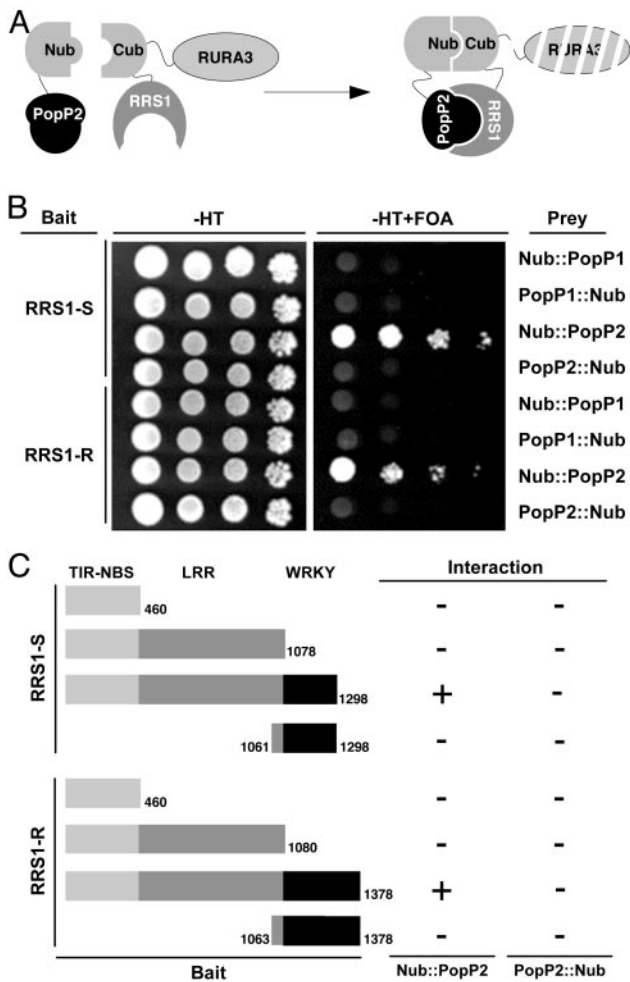 A
Nub Cub RURA3
PopP2 RRS1
Nub Cub RURA3
PopP2 RRS1
B
Bait -HT -HT+FOA Prey
RRS1-S
Nub::PopP1
PopP1::Nub
Nub::PopP2
PopP2::Nub
RRS1-R
Nub::PopP1
PopP1::Nub
Nub::PopP2
PopP2::Nub
C
TIR-NBS LRR WRKY Interaction
RRS1-S
460 - -
1078 - -
1298 + -
1061 1298 - -
RRS1-R
460 - -
1080 - -
1378 + -
1063 1378 - -
Bait Nub::PopP2 PopP2::Nub